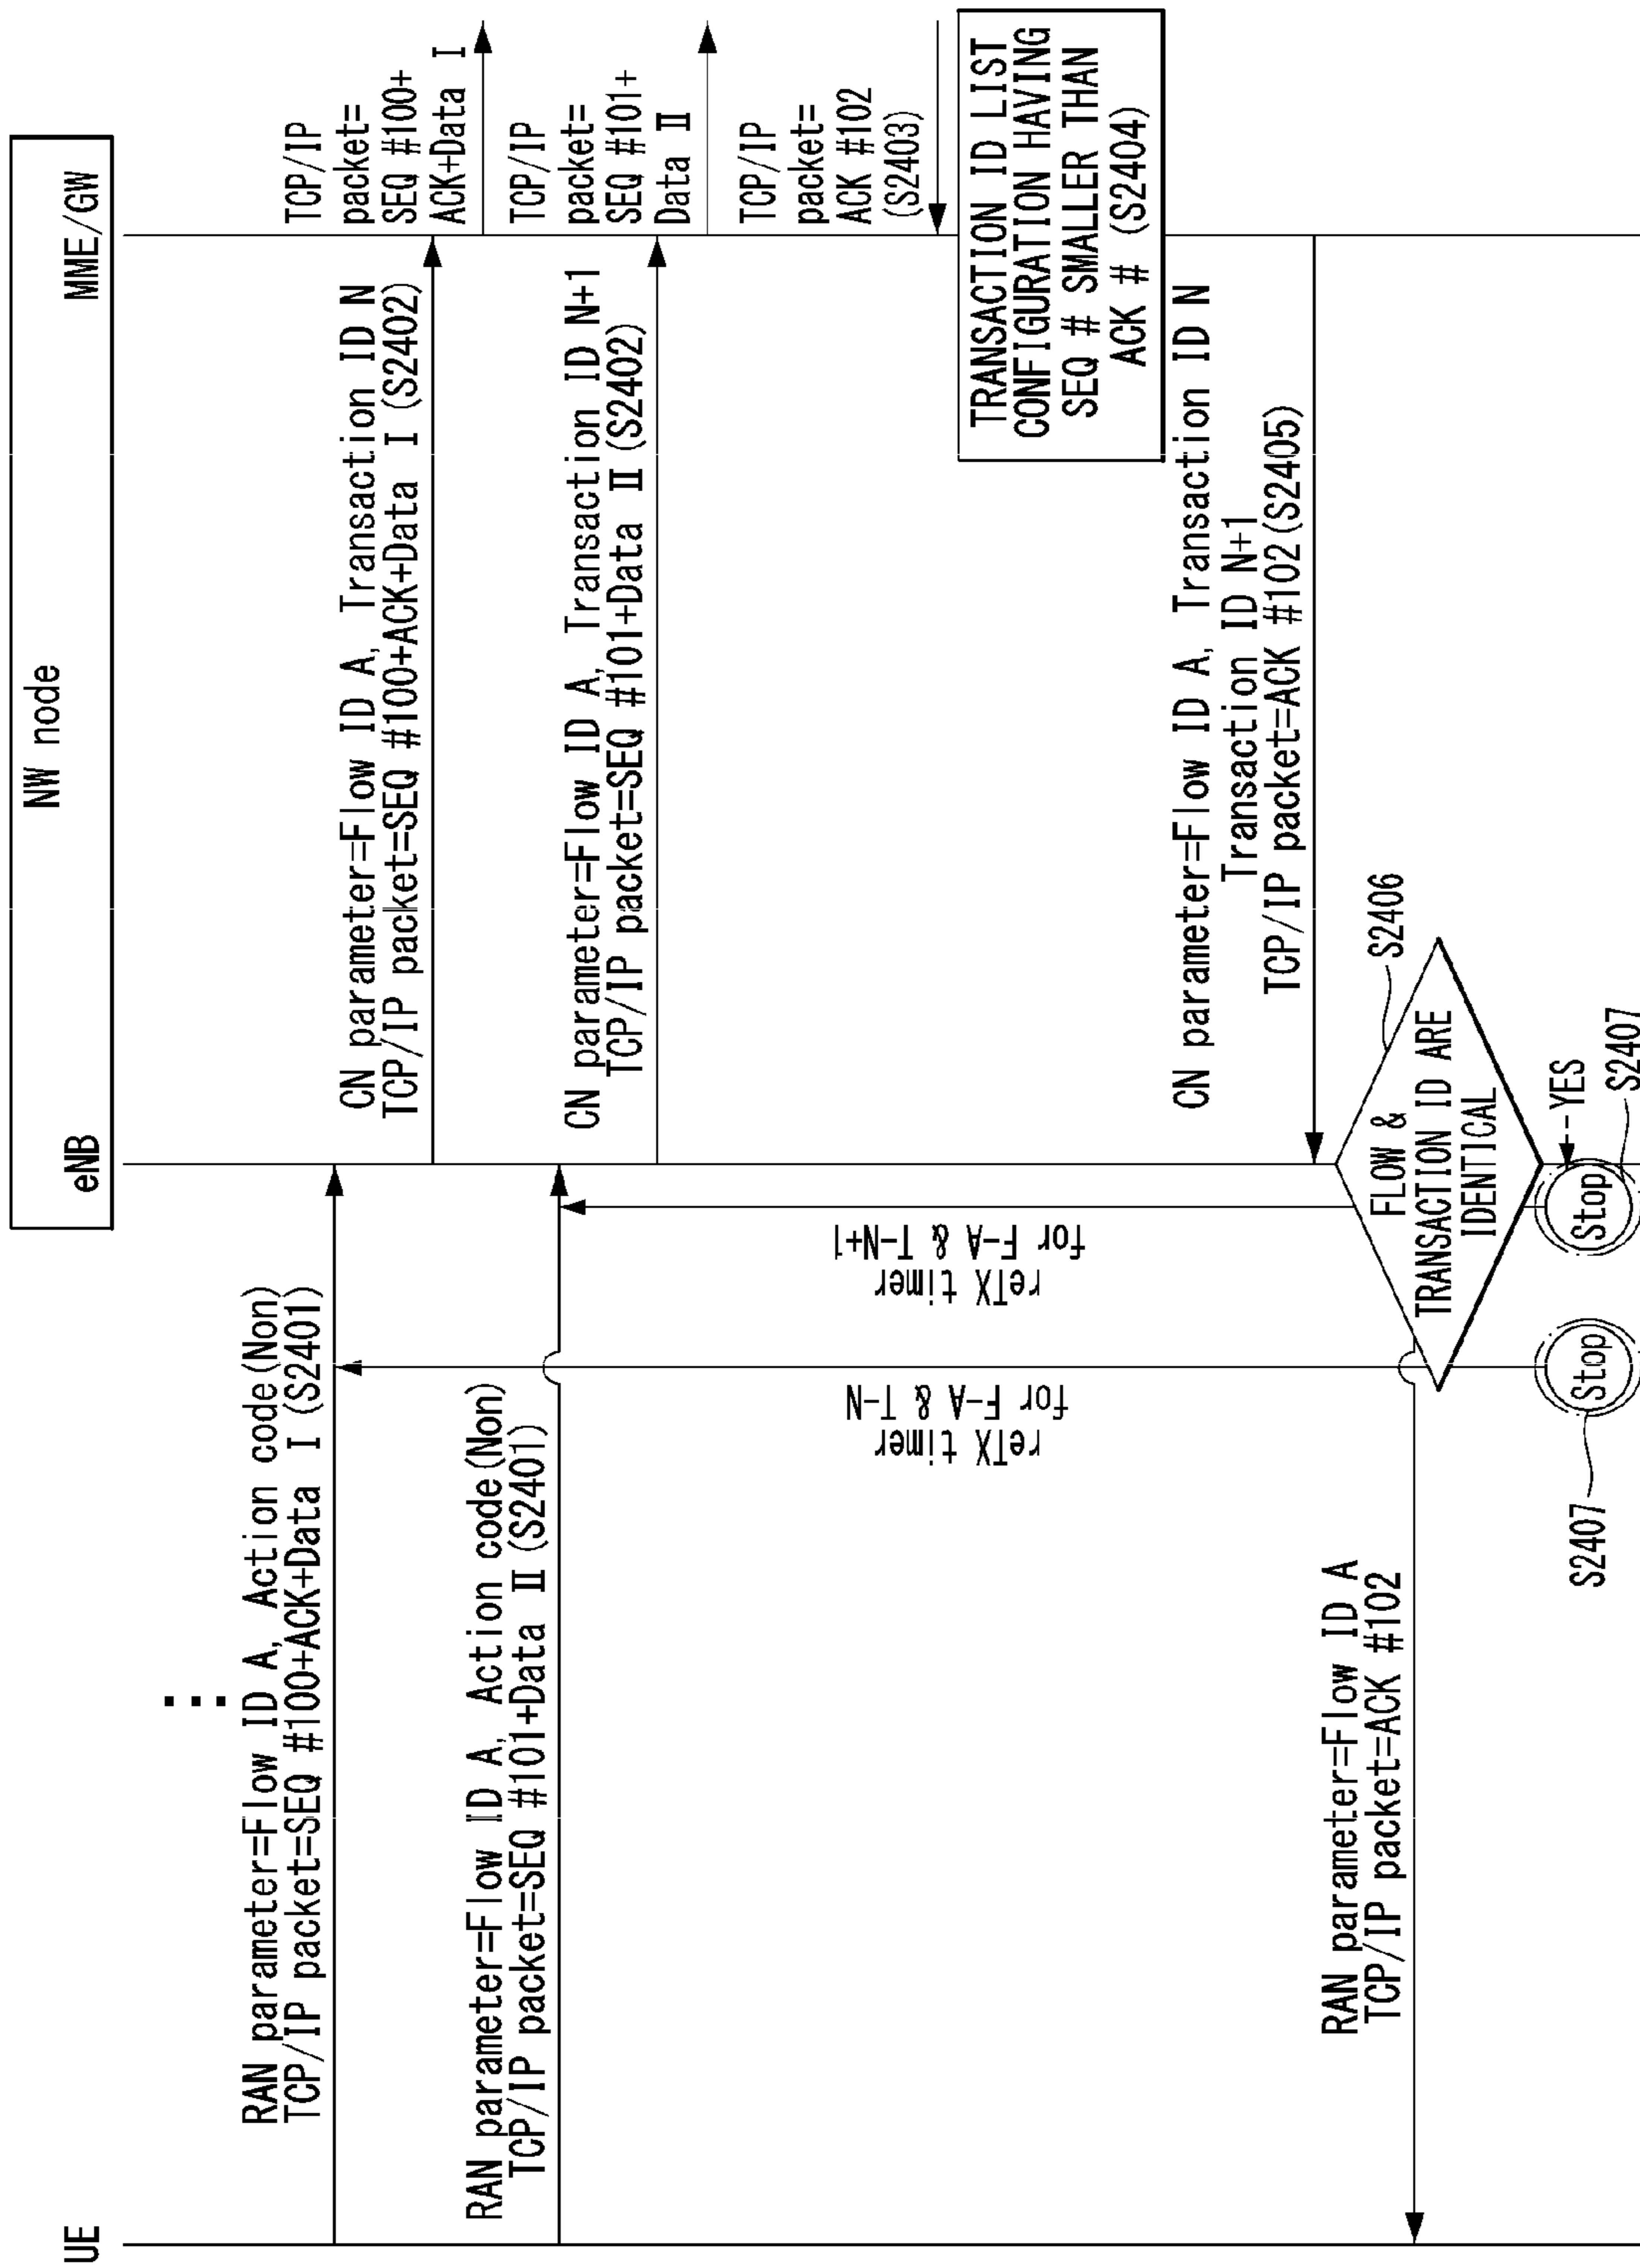 NW node
UE
eNB
MME/GW
RAN parameter=Flow ID A, Action code(Non)
TCP/IP packet=SEQ #100+ACK+Data I (S2401)
CN parameter=Flow ID A, Transaction ID N
TCP/IP packet=SEQ #100+ACK+Data I (S2402)
TCP/IP
packet=
SEQ #100+
ACK+Data I
RAN parameter=Flow ID A, Action code(Non)
TCP/IP packet=SEQ #101+Data II (S2401)
CN parameter=Flow ID A, Transaction ID N+1
TCP/IP packet=SEQ #101+Data II (S2402)
TCP/IP
packet=
SEQ #101+
Data II
TCP/IP
packet=
ACK #102
(S2403)
TRANSACTION ID LIST
CONFIGURATION HAVING
SEQ # SMALLER THAN
ACK # (S2404)
CN parameter=Flow ID A, Transaction ID N
Transaction ID N+1
TCP/IP packet=ACK #102(S2405)
reTX timer
for F-A & T-N
reTX timer
for F-A & T-N+1
FLOW &
TRANSACTION ID ARE
IDENTICAL
S2406
RAN parameter=Flow ID A
TCP/IP packet=ACK #102
YES
Stop
S2407
Stop
S2407